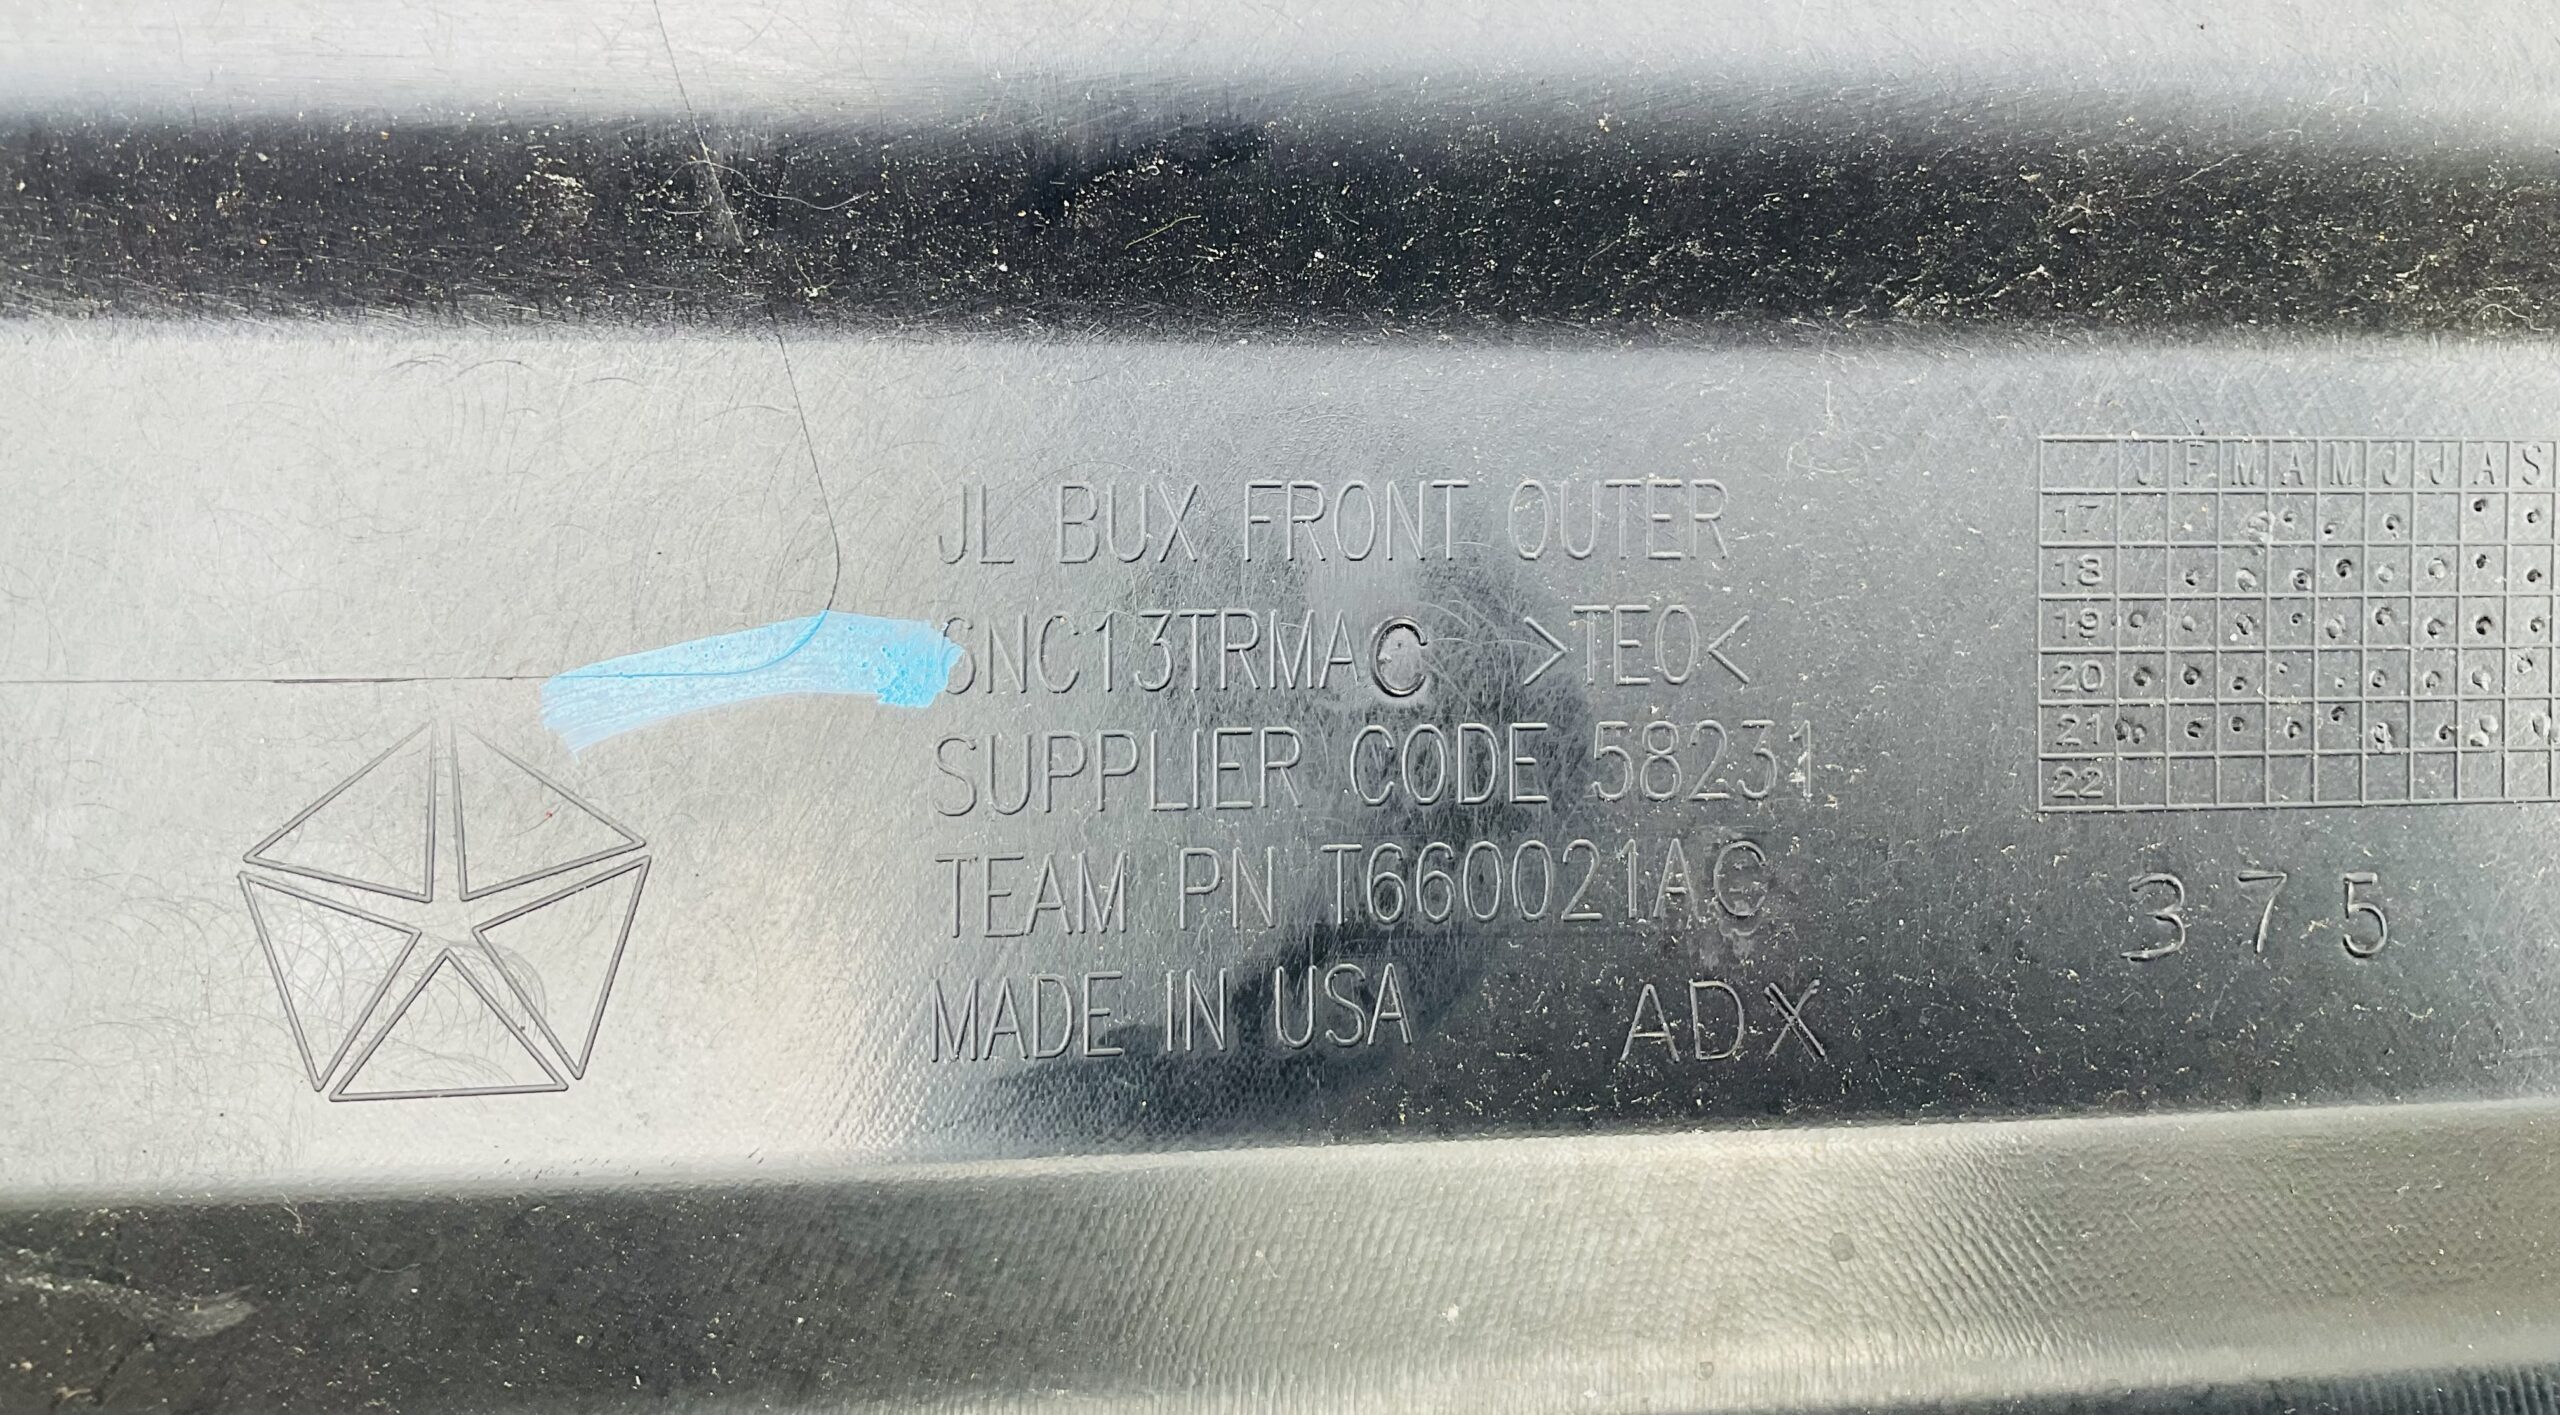 JL BUX FRONT OUTER
6NC13TRMAC >TEO<
SUPPLIER CODE 58231
TEAM PN T660021AC
MADE IN USA ADX
J F M A M J J A S
17
18
19
20
21
22
375